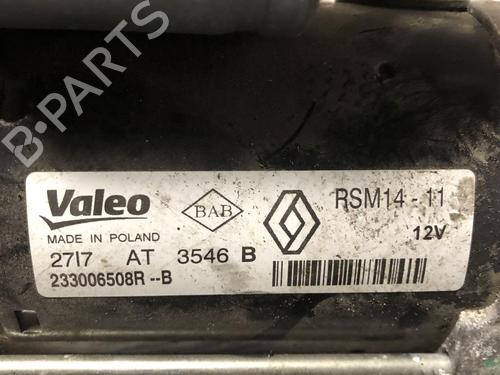 B-PARTS
Valeo
BAB
RSM14-11
MADE IN POLAND
12V
2717 AT 3546 B
233006508R--B